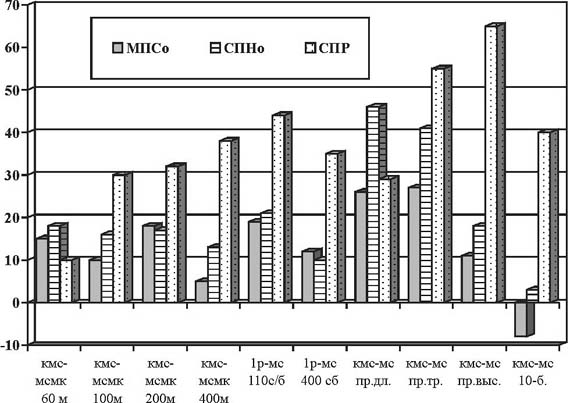 70
60
50
40
30
20
10
0
-10
МПСо СПНо СПР
кмс-
мсмк
60 м
кмс-
мсмк
100м
кмс-
мсмк
200м
кмс-
мсмк
400м
1р-мс
110с/б
1р-мс
400 сб
кмс-мс
пр.дл.
кмс-мс
пр.тр.
кмс-мс
пр.выс.
кмс-мс
10-б.